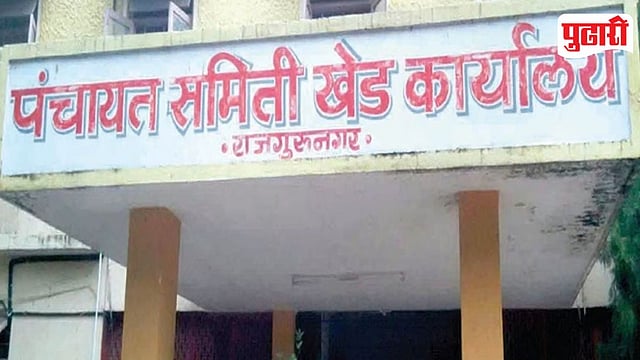 पुढारी
पंचायत समिती खेड कार्यालय
• राजगुरुनगर •